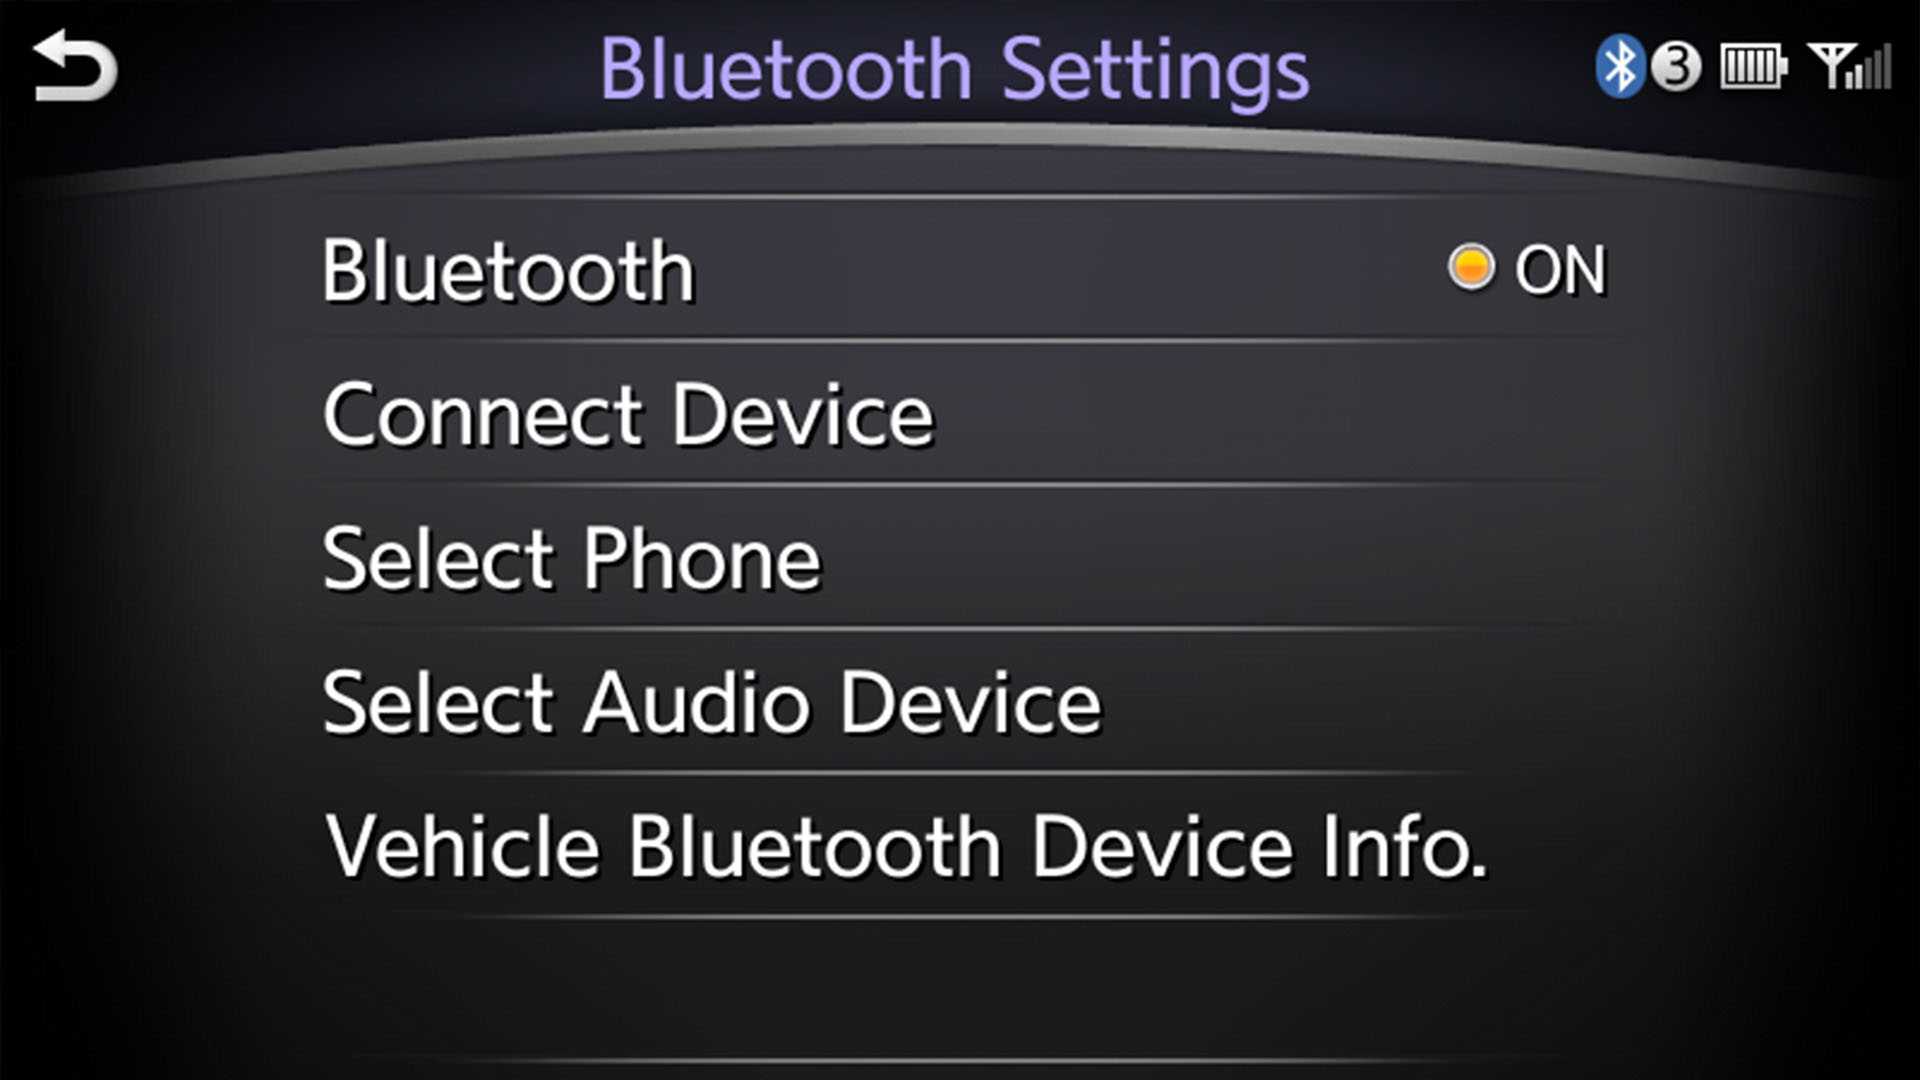 Bluetooth Settings
3
Bluetooth
ON
Connect Device
Select Phone
Select Audio Device
Vehicle Bluetooth Device Info.